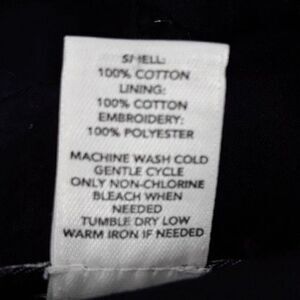 SHELL:
100% COTTON
LINING:
100% COTTON
EMBROIDERY:
100% POLYESTER
MACHINE WASH COLD
GENTLE CYCLE
ONLY NON-CHLORINE
BLEACH WHEN
NEEDED
TUMBLE DRY LOW
WARM IRON IF NEEDED